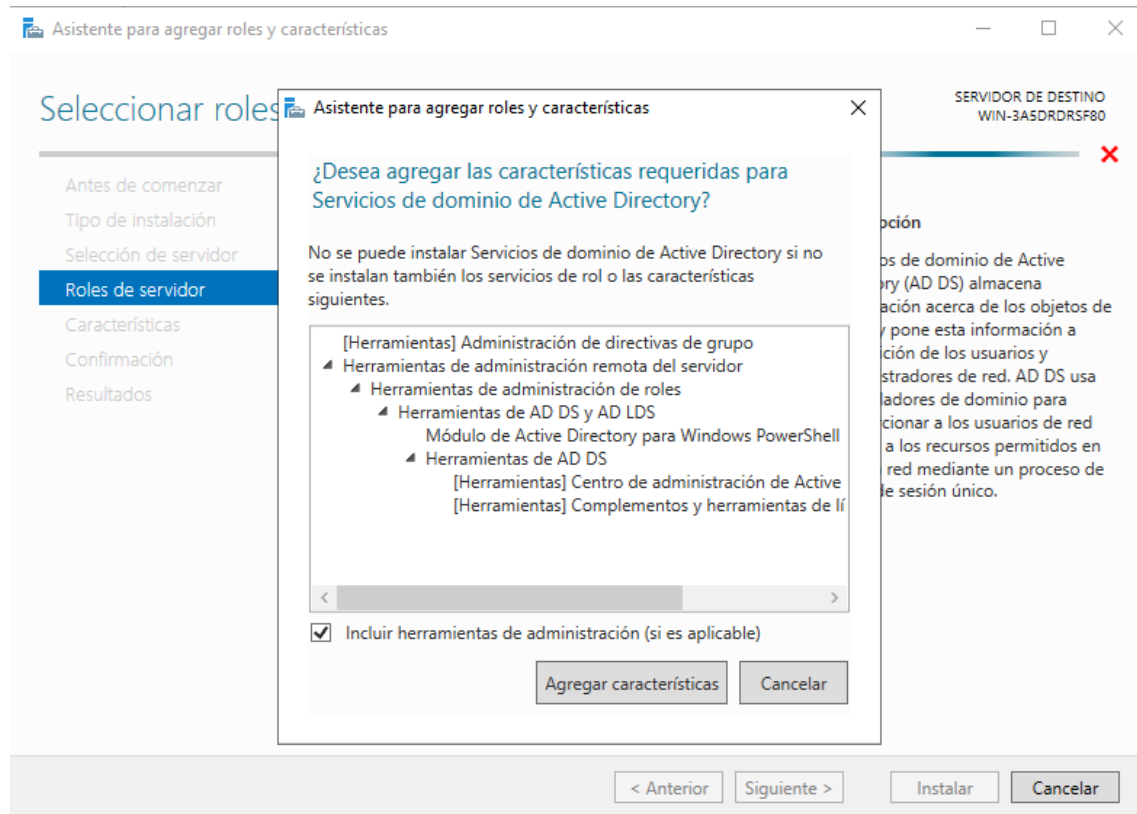 Asistente para agregar roles y características
Seleccionar roles
SERVIDOR DE DESTINO
WIN-3A5DRDRSF80
Antes de comenzar
Tipo de instalación
Selección de servidor
Roles de servidor
Características
Confirmación
Resultados
Asistente para agregar roles y características
¿Desea agregar las características requeridas para
Servicios de dominio de Active Directory?
No se puede instalar Servicios de dominio de Active Directory si no
se instalan también los servicios de rol o las características
siguientes.
[Herramientas] Administración de directivas de grupo
Herramientas de administración remota del servidor
Herramientas de administración de roles
Herramientas de AD DS y AD LDS
Módulo de Active Directory para Windows PowerShell
Herramientas de AD DS
[Herramientas] Centro de administración de Active
[Herramientas] Complementos y herramientas de lí
Incluir herramientas de administración (si es aplicable)
Agregar características
Cancelar
pción
os de dominio de Active
ory (AD DS) almacena
ación acerca de los objetos de
y pone esta información a
ición de los usuarios y
stradores de red. AD DS usa
ladores de dominio para
rcionar a los usuarios de red
a los recursos permitidos en
red mediante un proceso de
de sesión único.
< Anterior
Siguiente >
Instalar
Cancelar